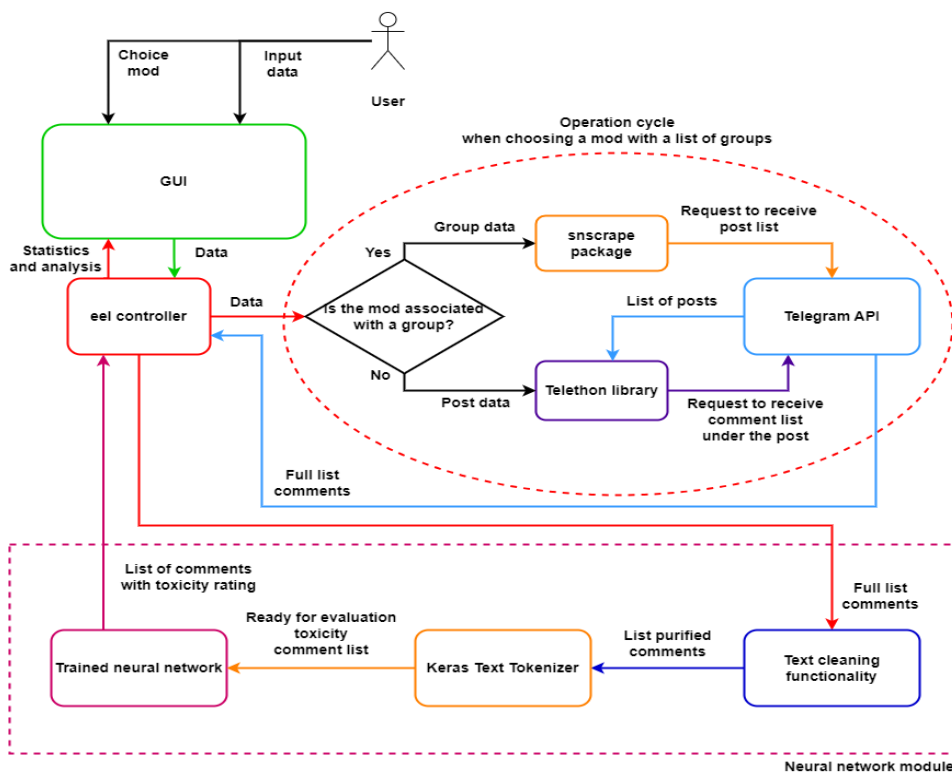 Choice
mod
Input
data
User
GUI
Operation cycle
when choosing a mod with a list of groups
Statistics
and analysis
Data
Yes
Group data
snscrape
package
Request to receive
post list
eel controller
Data
Is the mod associated
with a group?
List of posts
Telegram API
No
Post data
Telethon library
Request to receive
comment list
under the post
Full list
comments
List of comments
with toxicity rating
Full list
comments
Ready for evaluation
toxicity
comment list
List purified
comments
Trained neural network
Keras Text Tokenizer
Text cleaning
functionality
Neural network module